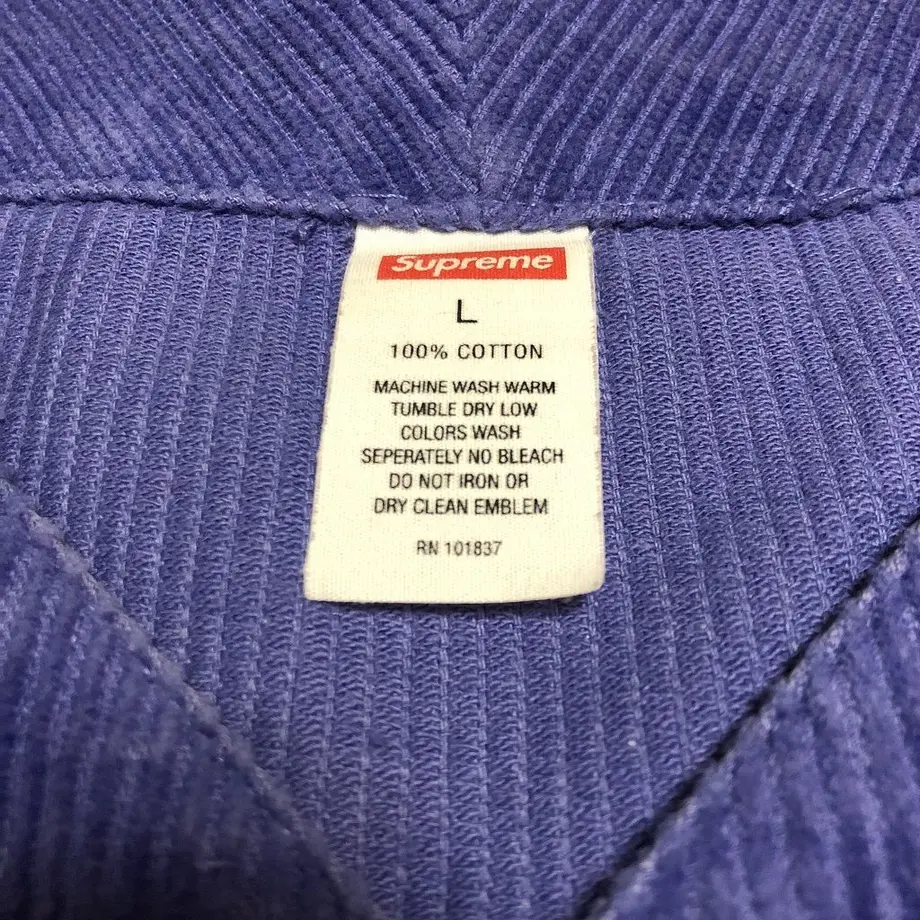 Supreme
L
100% COTTON
MACHINE WASH WARM
TUMBLE DRY LOW
COLORS WASH
SEPERATELY NO BLEACH
DO NOT IRON OR
DRY CLEAN EMBLEM
RN 101837